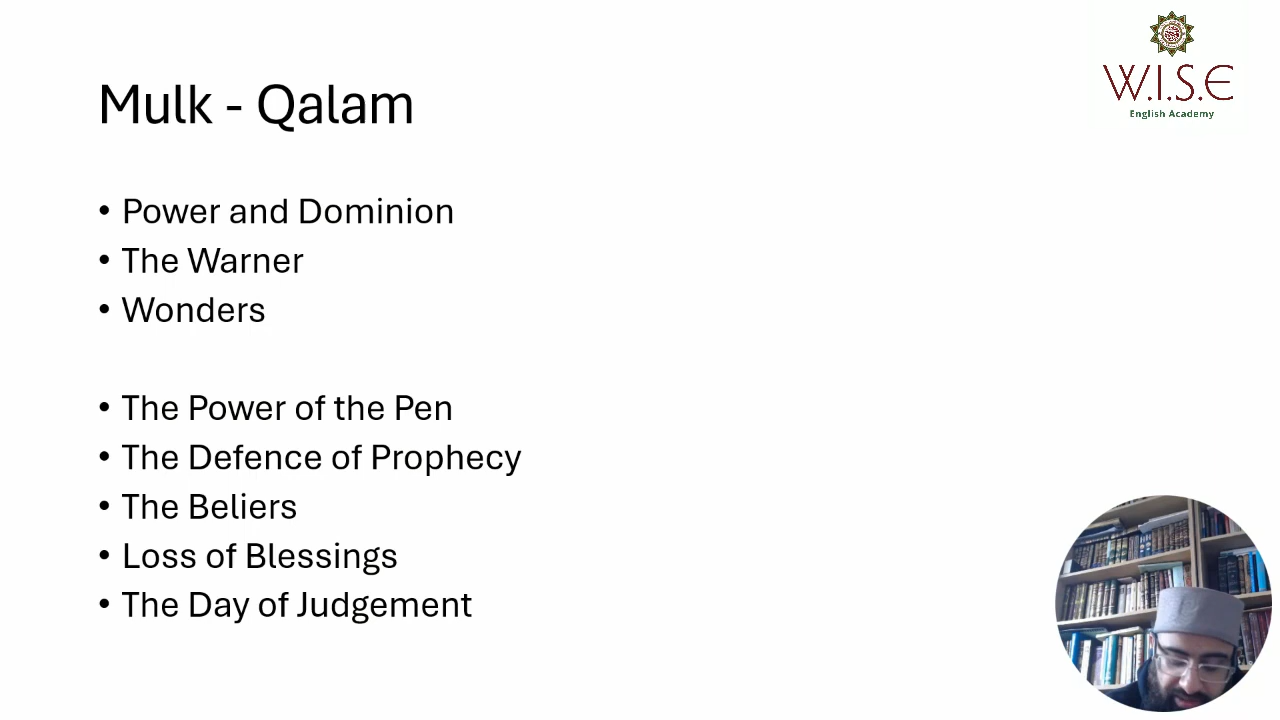 W.I.S.E
English Academy
Mulk - Qalam
• Power and Dominion
• The Warner
• Wonders
• The Power of the Pen
• The Defence of Prophecy
• The Beliers
• Loss of Blessings
• The Day of Judgement